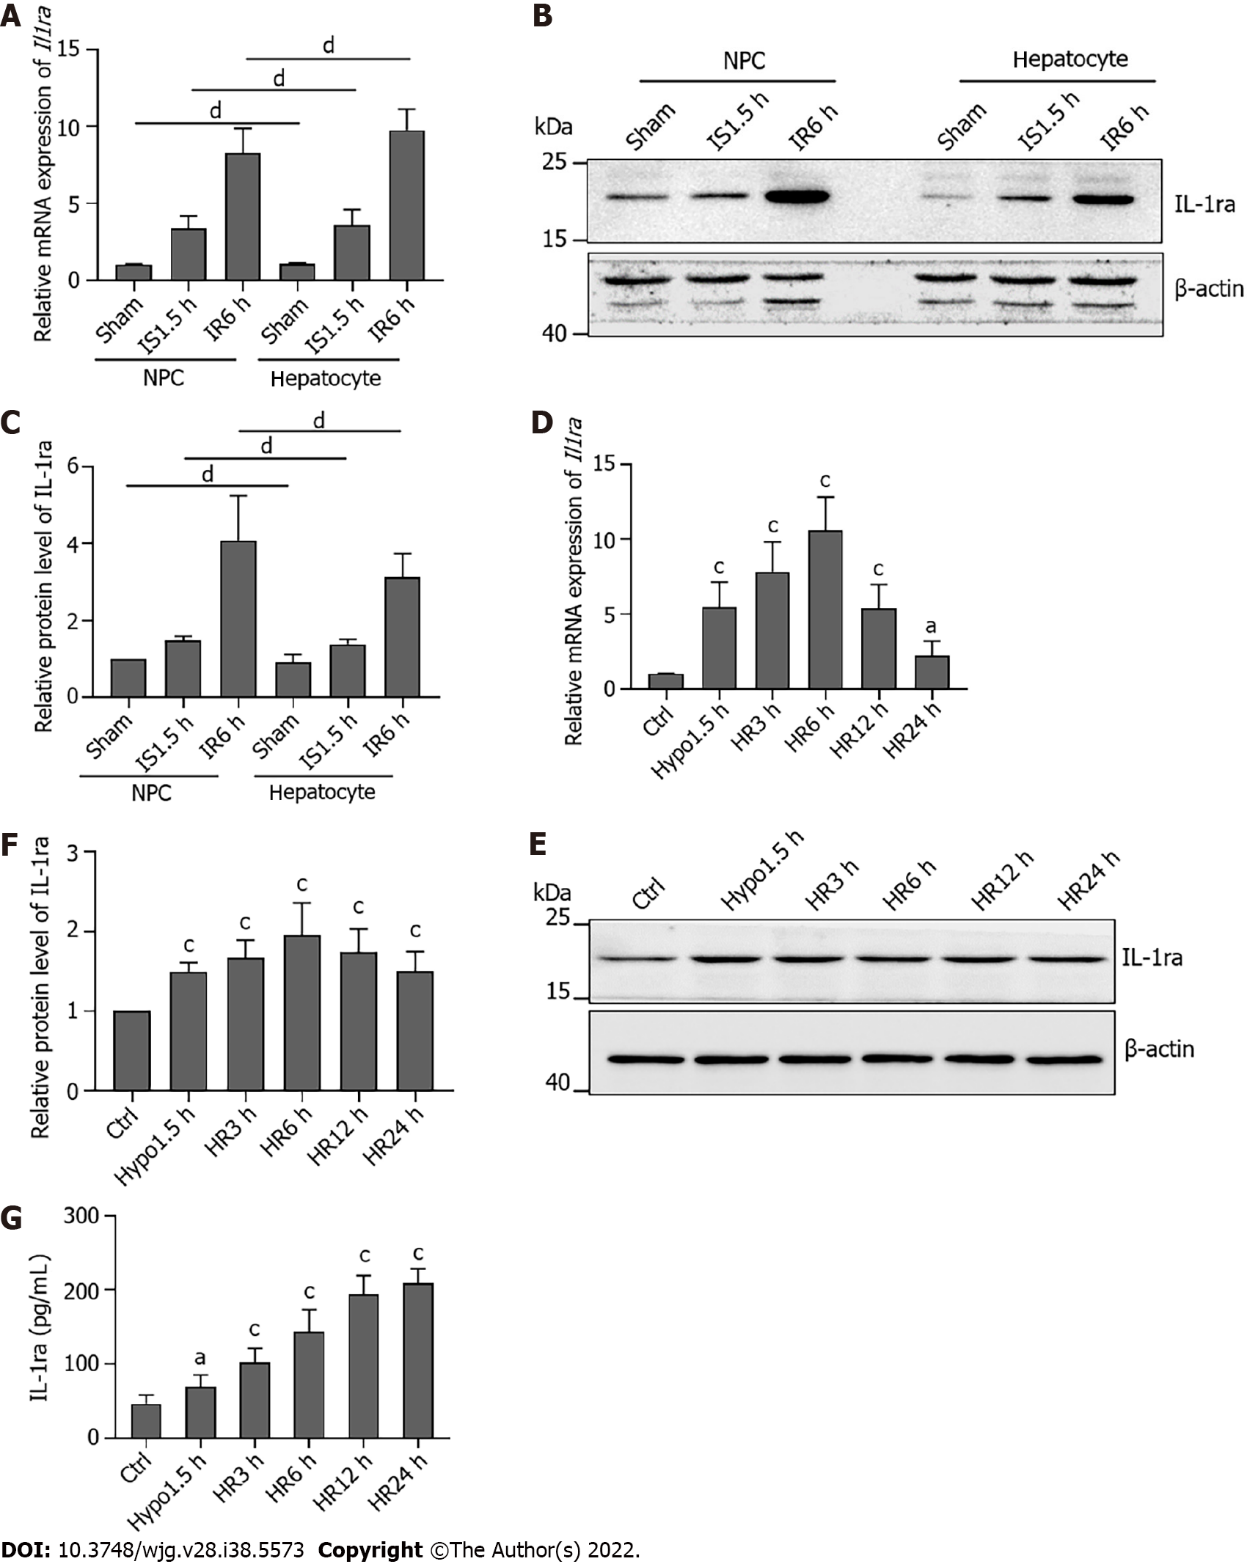 A
Relative mRNA expression of Il1ra
15
10
5
0
d
d
d
Sham
IS1.5 h
IR6 h
Sham
IS1.5 h
IR6 h
NPC
Hepatocyte
B
NPC
Hepatocyte
kDa
Sham
IS1.5 h
IR6 h
Sham
IS1.5 h
IR6 h
25
15
IL-1ra
40
β-actin
C
Relative protein level of IL-1ra
6
4
2
0
d
d
d
Sham
IS1.5 h
IR6 h
Sham
IS1.5 h
IR6 h
NPC
Hepatocyte
D
Relative mRNA expression of Il1ra
15
10
5
0
c
c
c
c
a
Ctrl
Hypo1.5 h
HR3 h
HR6 h
HR12 h
HR24 h
F
Relative protein level of IL-1ra
3
2
1
0
c
c
c
c
c
Ctrl
Hypo1.5 h
HR3 h
HR6 h
HR12 h
HR24 h
E
kDa
Ctrl
Hypo1.5 h
HR3 h
HR6 h
HR12 h
HR24 h
25
15
IL-1ra
40
β-actin
G
IL-1ra (pg/mL)
300
200
100
0
a
c
c
c
c
Ctrl
Hypo1.5 h
HR3 h
HR6 h
HR12 h
HR24 h
DOI: 10.3748/wjg.v28.i38.5573 Copyright ©The Author(s) 2022.